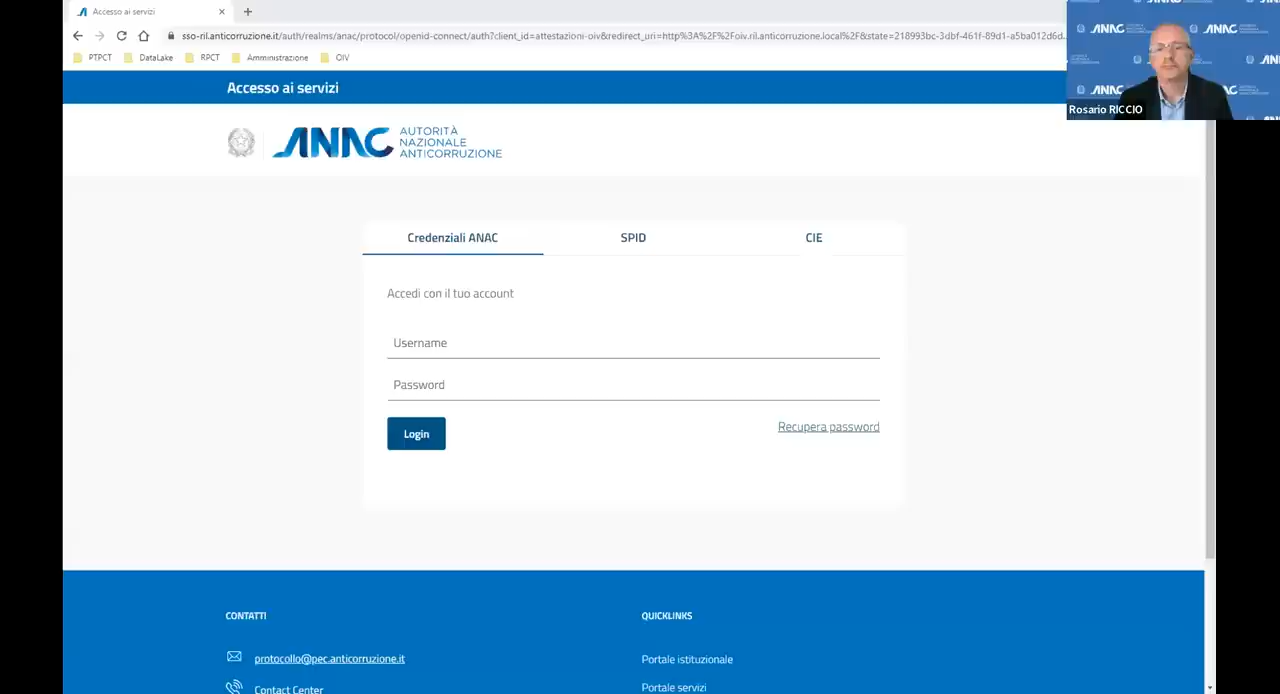 Accesso ai servizi
sso-ril.anticorruzione.it/auth/realms/anac/protocol/openid-connect/auth?client_id=attestazioni-oiv&redirect_uri=http%3A%2F%2Foiv.ril.anticorruzione.local%2F&state=218993bc-3dbf-461f-89d1-a5ba012d6d...
PTPCT DataLake RPCT Amministrazione OIV
ANAC ANAC
Rosario RICCIO
Accesso ai servizi
ANAC AUTORITÀ
NAZIONALE
ANTICORRUZIONE
Credenziali ANAC SPID CIE
Accedi con il tuo account
Username
Password
Login
Recupera password
CONTATTI
protocollo@pec.anticorruzione.it
Contact Center
QUICKLINKS
Portale istituzionale
Portale servizi